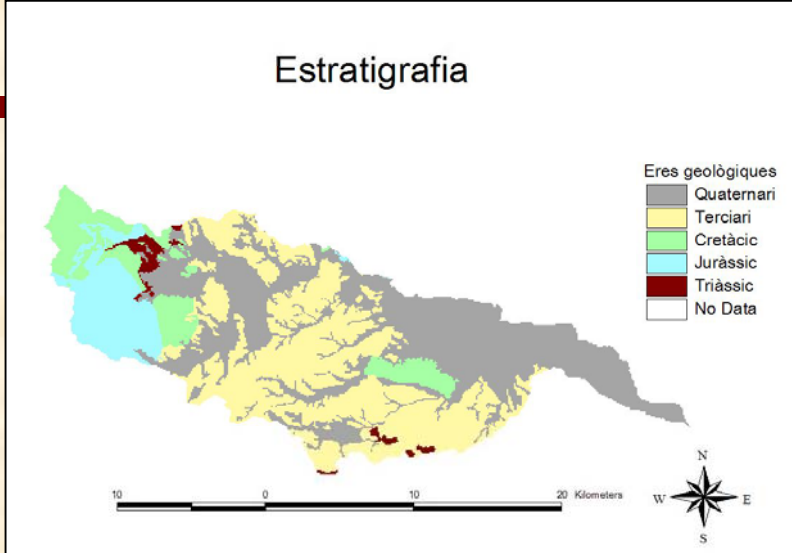 Estratigrafia
Eres geològiques
Quaternari
Terciari
Cretàcic
Juràssic
Triàssic
No Data
10 0 10 20 Kilometers
N
W E
S